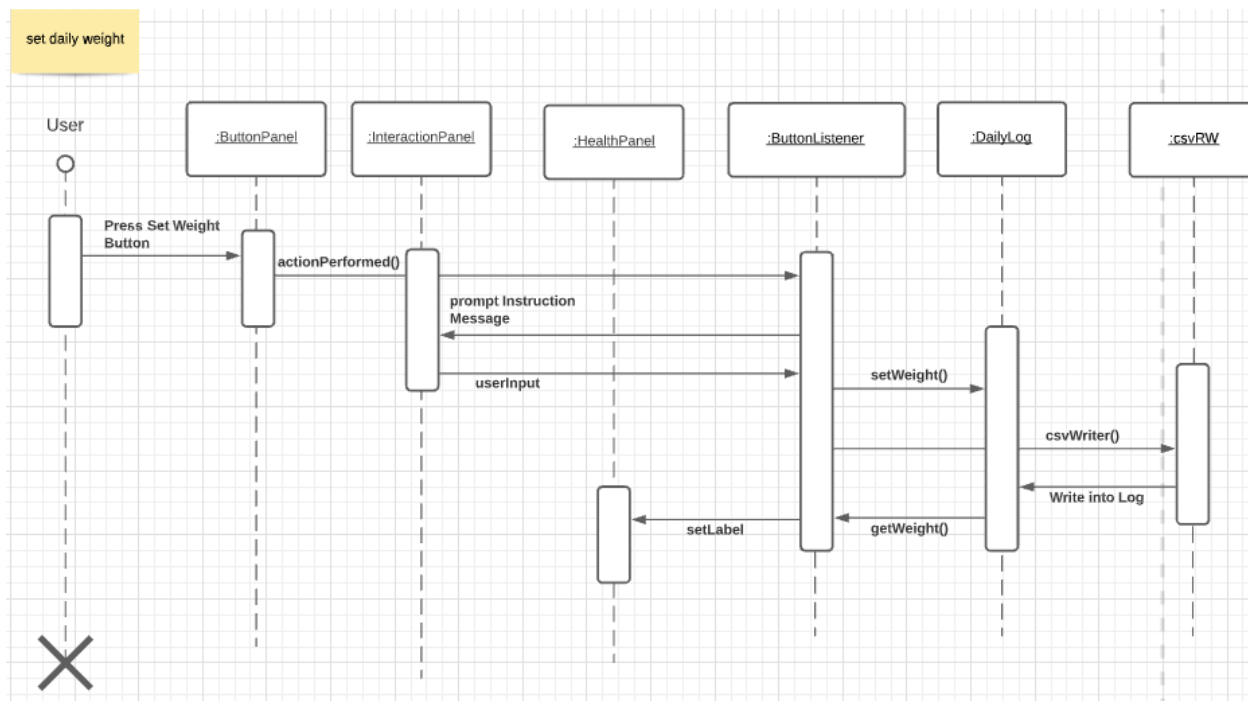 set daily weight
User
:ButtonPanel
:InteractionPanel
:HealthPanel
:ButtonListener
:DailyLog
:csvRW
Press Set Weight
Button
actionPerformed()
prompt Instruction
Message
userInput
setWeight()
csvWriter()
Write into Log
getWeight()
setLabel